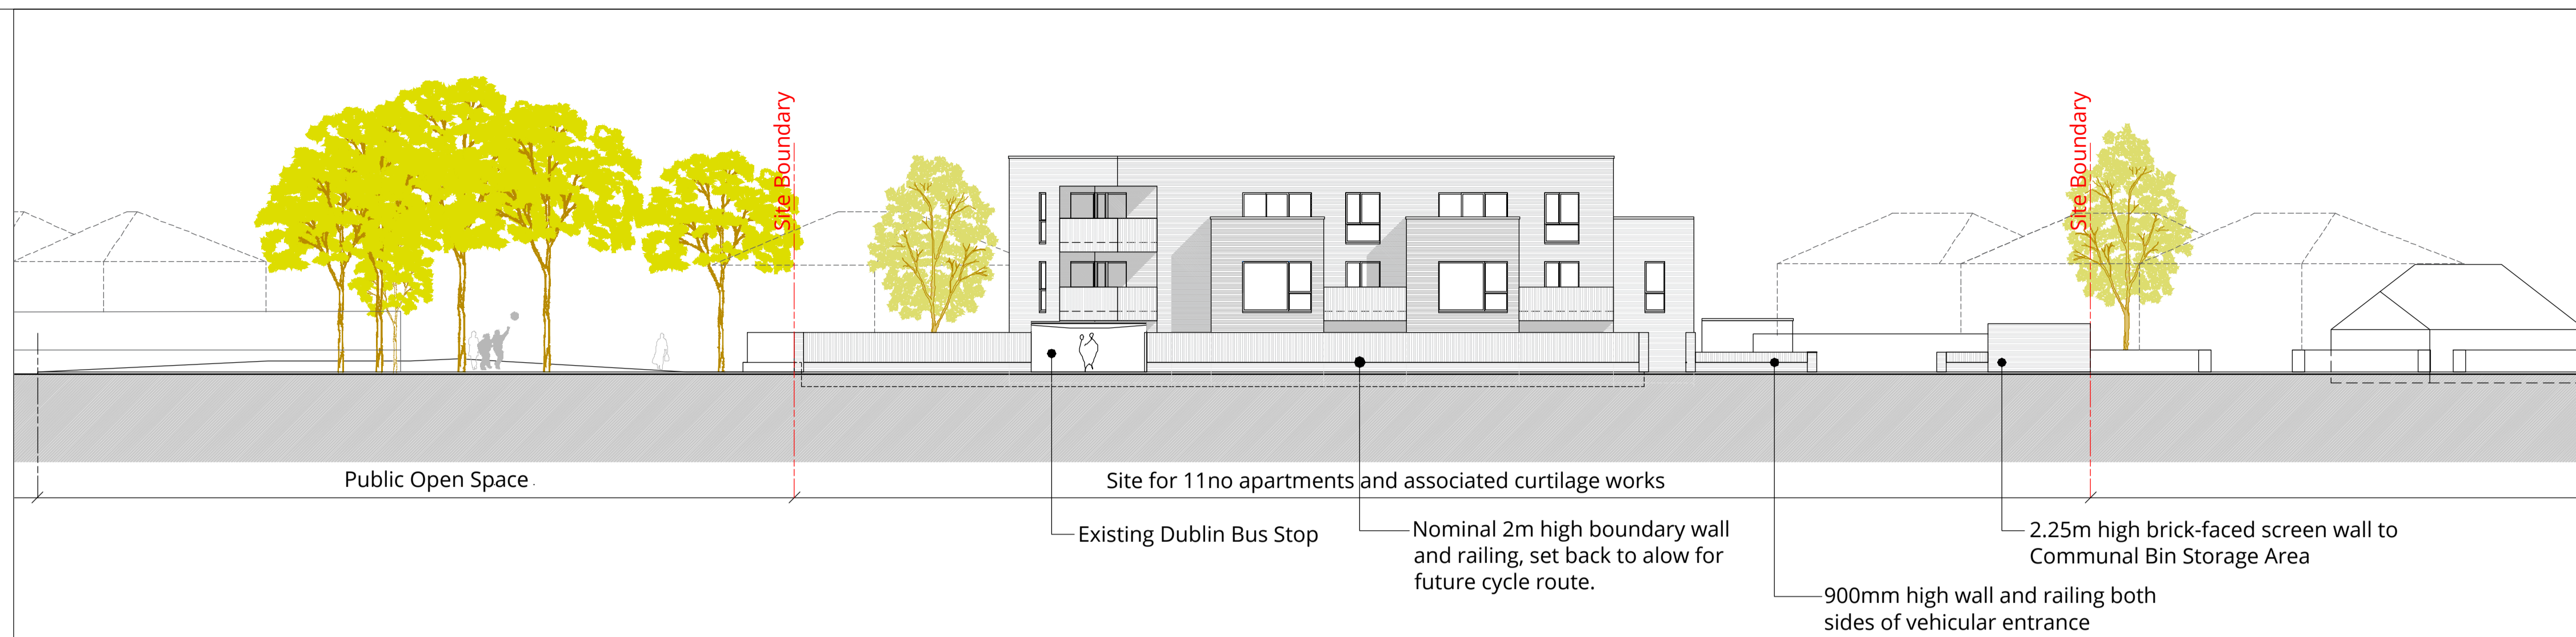 Site Boundary
Site Boundary
Public Open Space
Site for 11no apartments and associated curtilage works
Existing Dublin Bus Stop
Nominal 2m high boundary wall
and railing, set back to alow for
future cycle route.
2.25m high brick-faced screen wall to
Communal Bin Storage Area
900mm high wall and railing both
sides of vehicular entrance